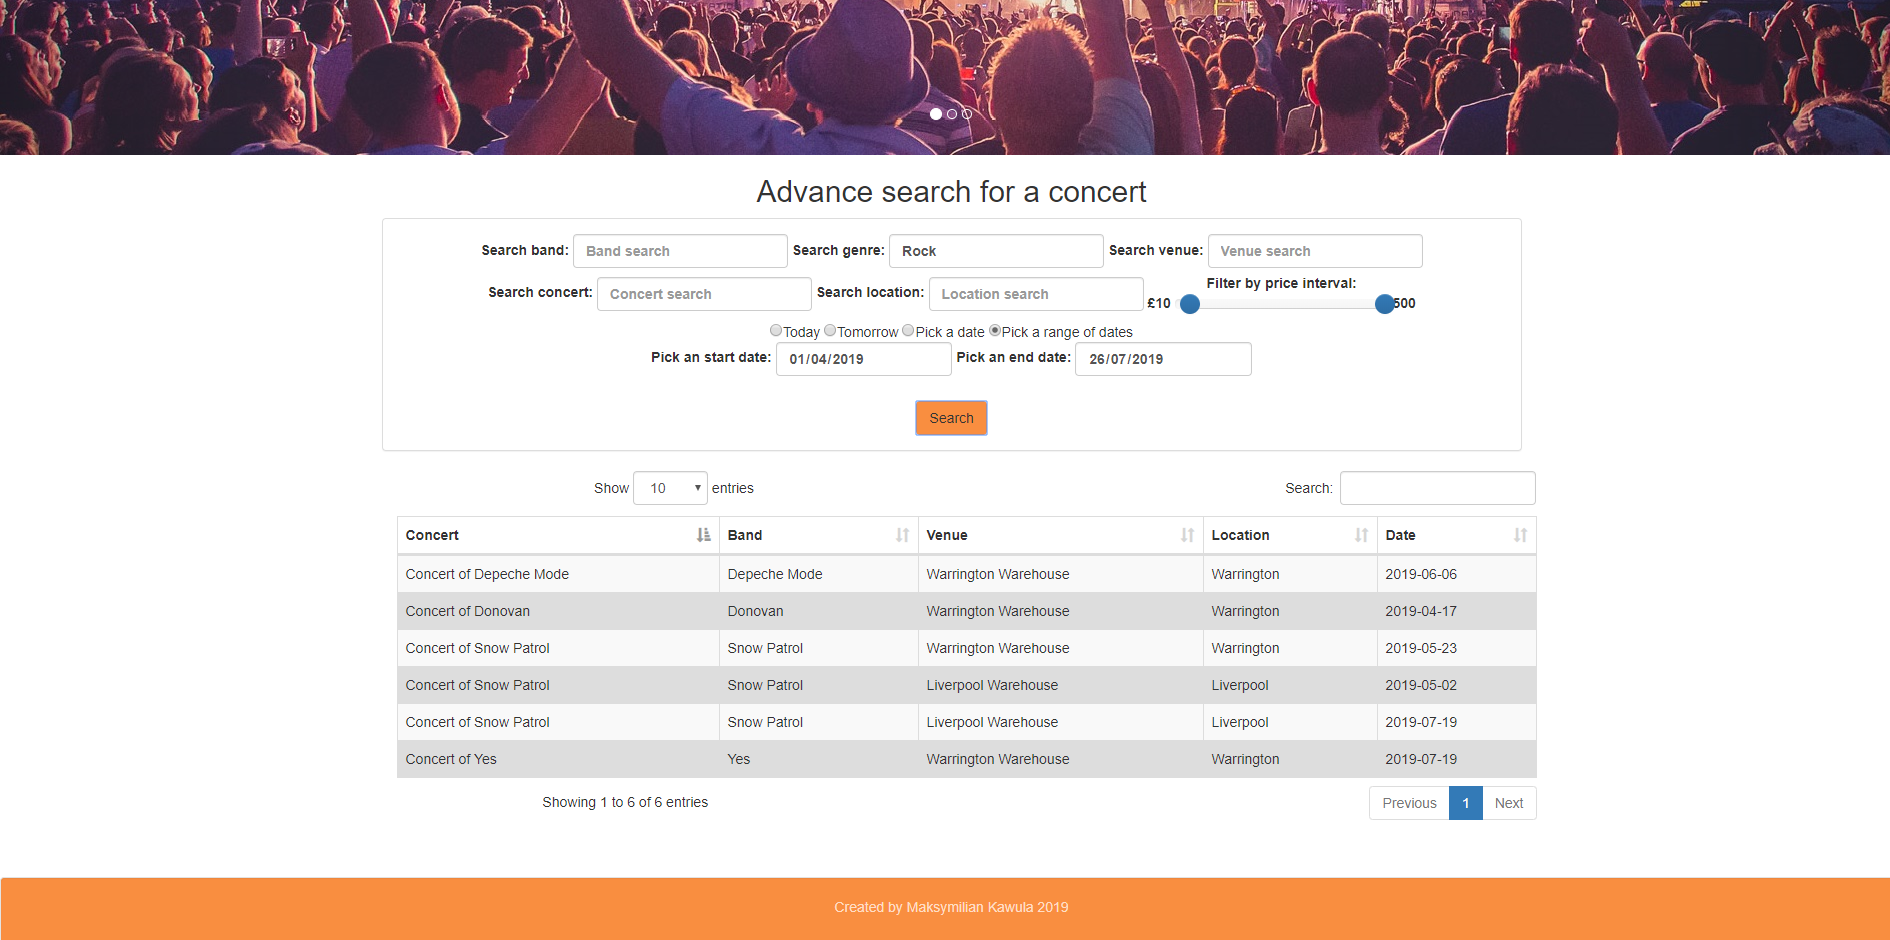 Advance search for a concert
Search band: Band search Search genre: Rock Search venue: Venue search
Search concert: Concert search Search location: Location search Filter by price interval: £10 500
Today Tomorrow Pick a date Pick a range of dates
Pick an start date: 01/04/2019 Pick an end date: 26/07/2019
Search
Show 10 entries Search:
Concert Band Venue Location Date
Concert of Depeche Mode Depeche Mode Warrington Warehouse Warrington 2019-06-06
Concert of Donovan Donovan Warrington Warehouse Warrington 2019-04-17
Concert of Snow Patrol Snow Patrol Warrington Warehouse Warrington 2019-05-23
Concert of Snow Patrol Snow Patrol Liverpool Warehouse Liverpool 2019-05-02
Concert of Snow Patrol Snow Patrol Liverpool Warehouse Liverpool 2019-07-19
Concert of Yes Yes Warrington Warehouse Warrington 2019-07-19
Showing 1 to 6 of 6 entries Previous 1 Next
Created by Maksymilian Kawula 2019